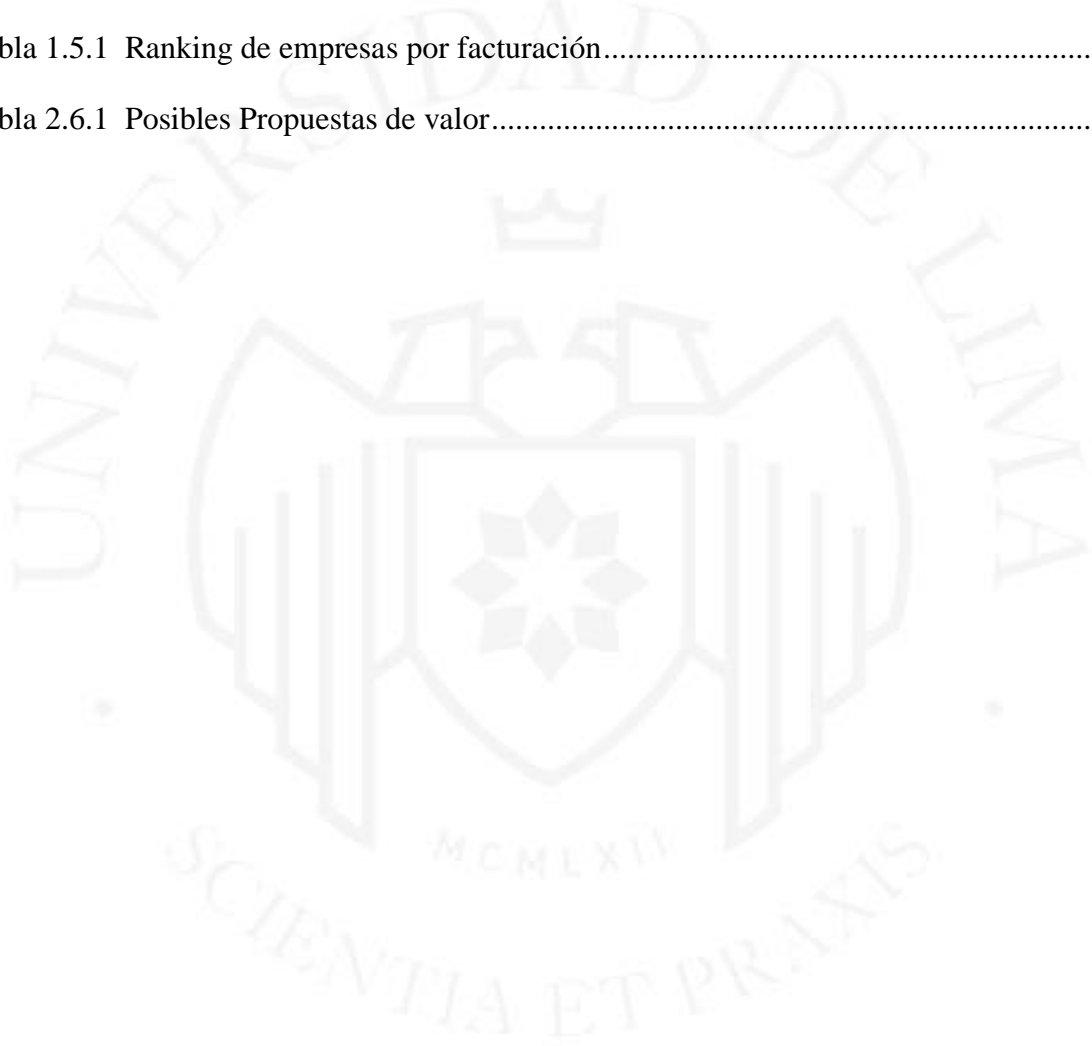 bla 1.5.1 Ranking de empresas por facturación..........................................................
bla 2.6.1 Posibles Propuestas de valor......................................................................
UNIVERSIDAD DE LIMA
MCMLXII
SCIENTIA ET PRAXIS